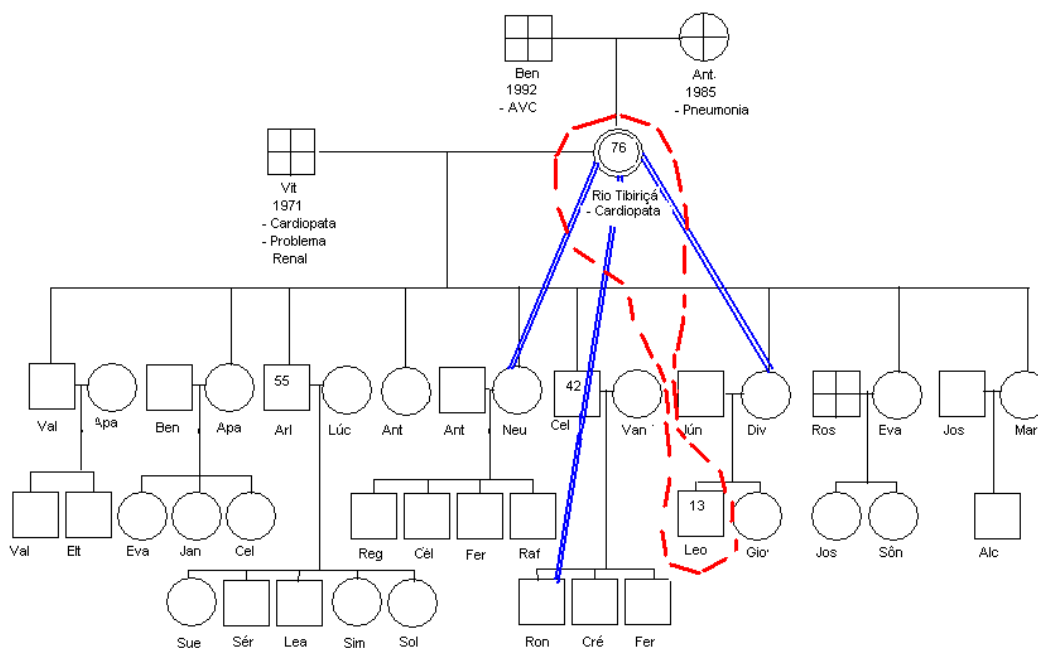 Ben
1992
- AVC
Ant.
1985
- Pneumonia
76
Rio Tibiriçá
- Cardiopata
Vit
1971
- Cardiopata
- Problema
Renal
55
42
Val
Apa
Ben
Apa
Arl
Lúc
Ant
Ant
Neu
Cel
Van
Jún
Div
Ros
Eva
Jos
Mar
13
Val
Elt
Eva
Jan
Cel
Reg
Cél
Fer
Raf
Leo
Gio
Jos
Sôn
Alc
Sue
Sér
Lea
Sim
Sol
Ron
Cré
Fer